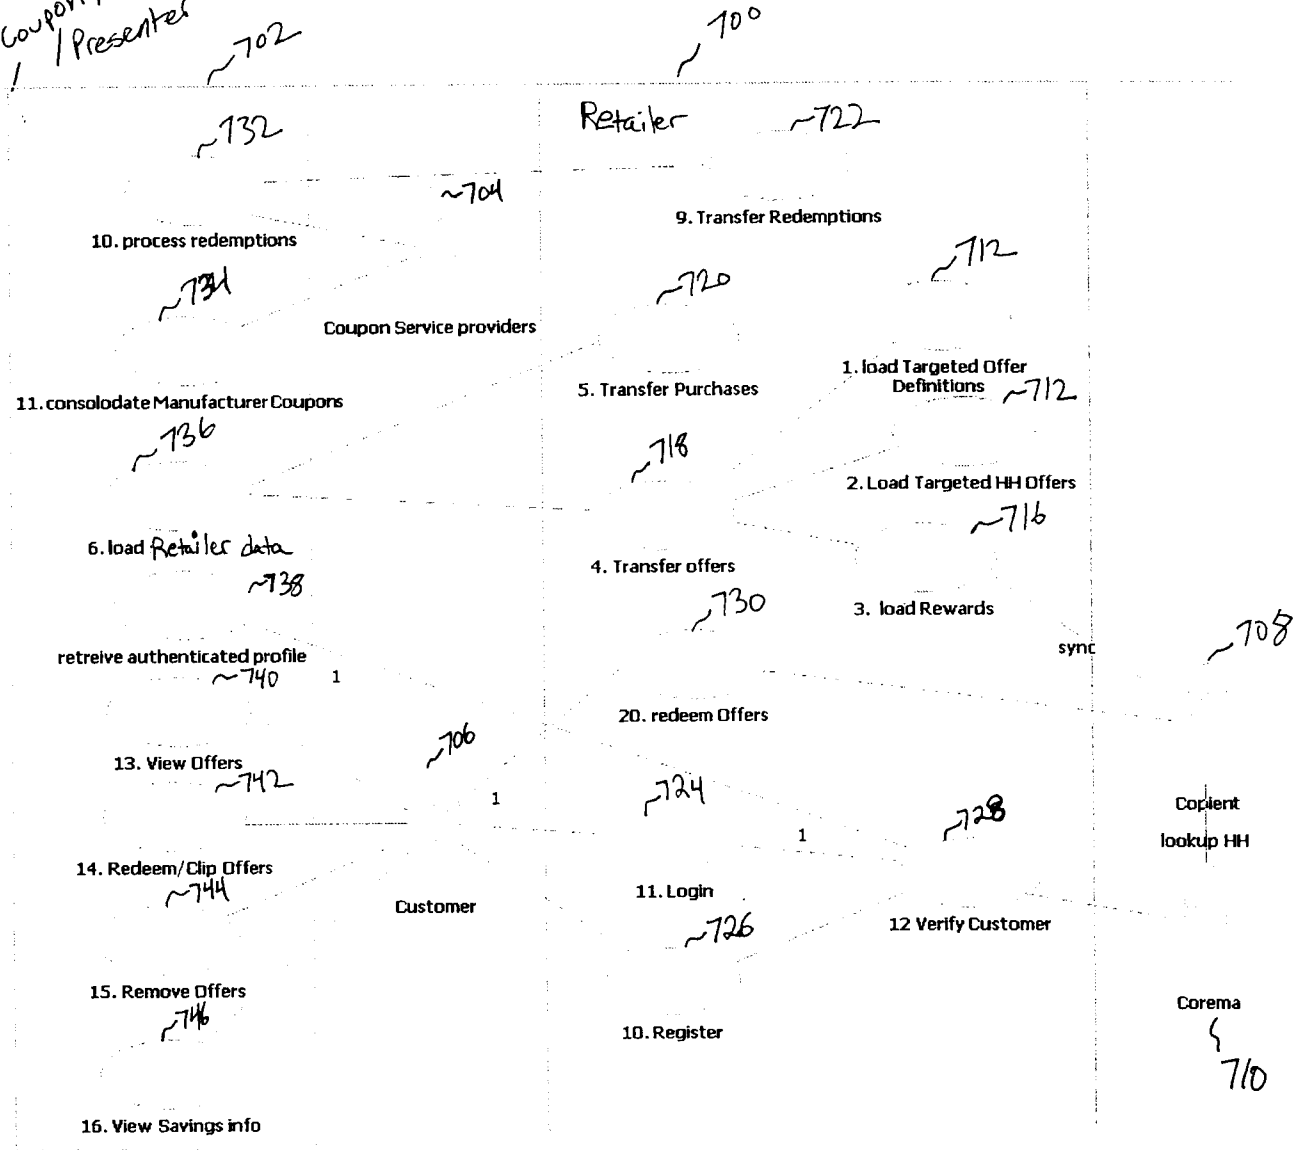 Coupon
/Presenter
702
700
732
Retailer
722
704
9. Transfer Redemptions
10. process redemptions
734
720
712
Coupon Service providers
5. Transfer Purchases
1. load Targeted Offer
Definitions
712
11. consolodate Manufacturer Coupons
736
718
2. Load Targeted HH Offers
716
6. load Retailer data
738
4. Transfer offers
730
3. load Rewards
sync
708
retreive authenticated profile
740
1
20. redeem Offers
13. View Offers
742
706
1
724
728
1
Copient
lookup HH
14. Redeem/Clip Offers
744
Customer
11. Login
726
12 Verify Customer
15. Remove Offers
746
10. Register
Corema
710
16. View Savings info